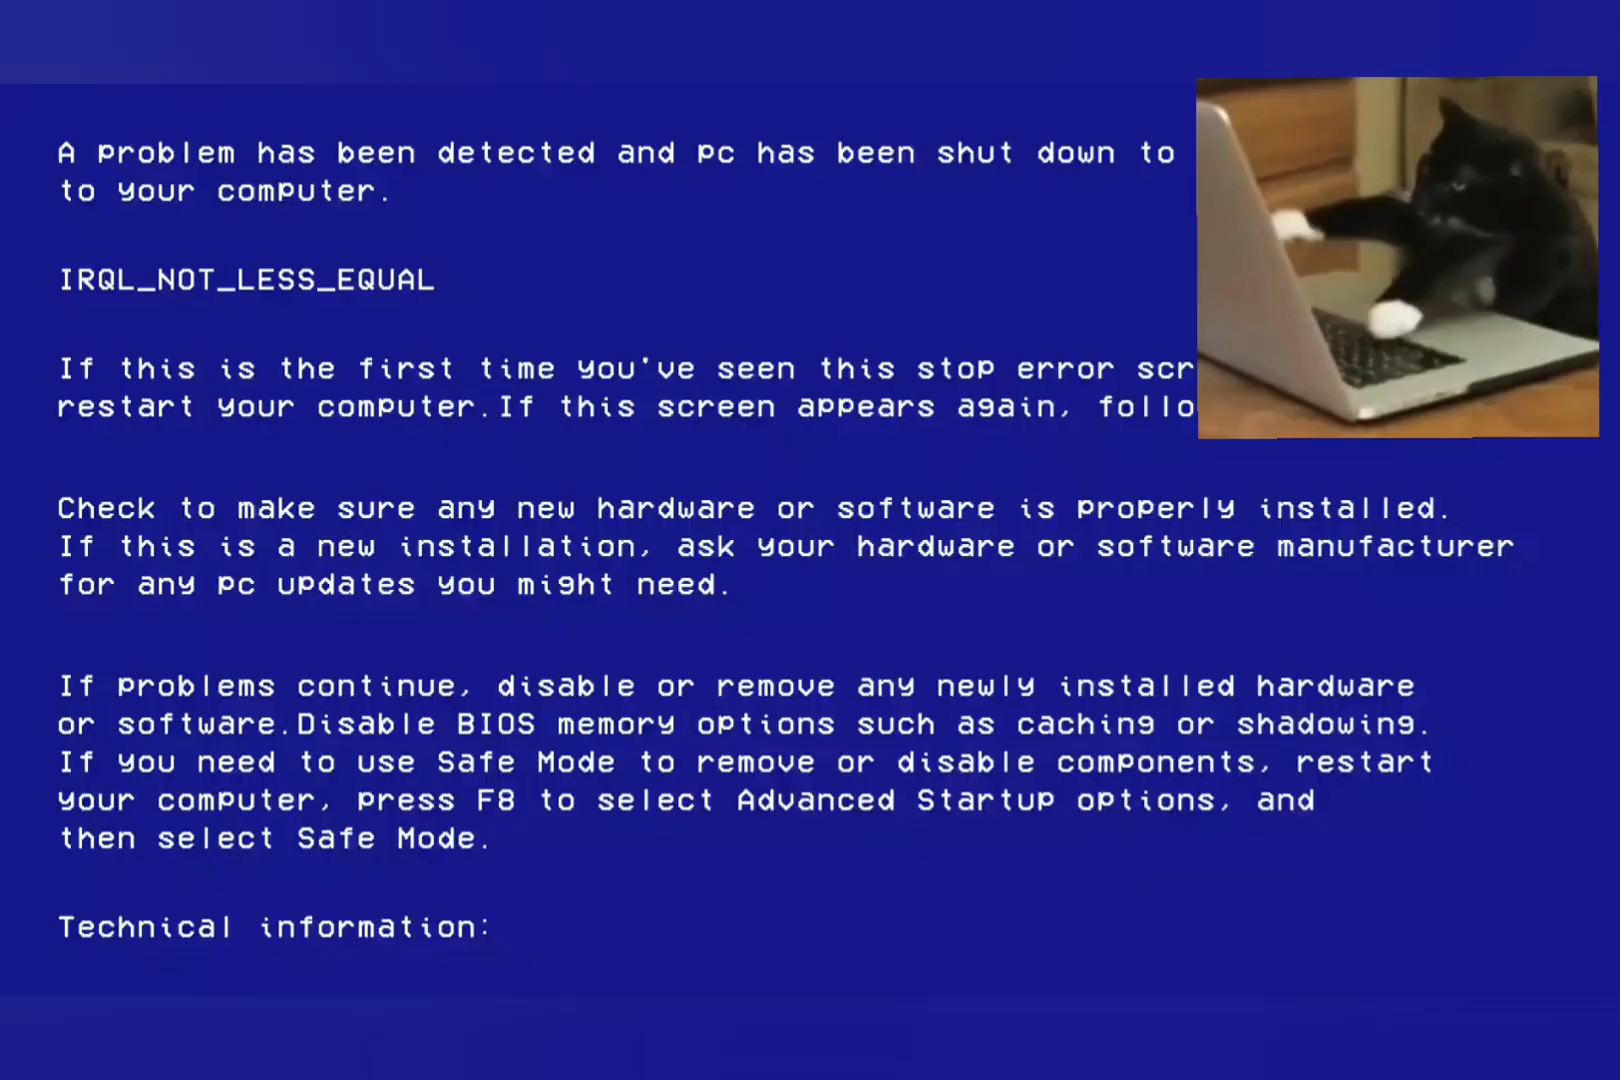 A problem has been detected and pc has been shut down to
to your computer.
IRQL_NOT_LESS_EQUAL
If this is the first time you've seen this stop error scr
restart your computer.If this screen appears again, follo
Check to make sure any new hardware or software is properly installed.
If this is a new installation, ask your hardware or software manufacturer
for any pc updates you might need.
If problems continue, disable or remove any newly installed hardware
or software.Disable BIOS memory options such as caching or shadowing.
If you need to use Safe Mode to remove or disable components, restart
your computer, press F8 to select Advanced Startup options, and
then select Safe Mode.
Technical information: